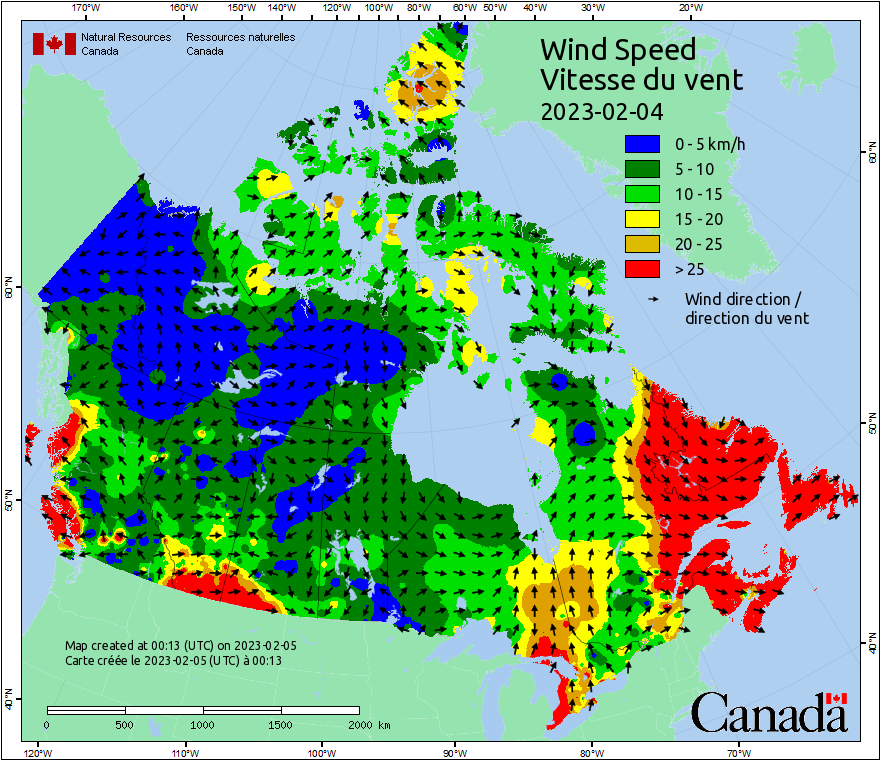 170°W 160°W 150°W 140°W 130°W 120°W 110°W 100°W 80°W 60°W 50°W 40°W 30°W 20°W
Natural Resources Canada
Ressources naturelles Canada
Wind Speed
Vitesse du vent
2023-02-04
0 - 5 km/h
5 - 10
10 - 15
15 - 20
20 - 25
> 25
Wind direction /
direction du vent
60°N
60°N
50°N
50°N
40°N
40°N
Map created at 00:13 (UTC) on 2023-02-05
Carte créée le 2023-02-05 (UTC) à 00:13
0 500 1000 1500 2000 km
Canada
120°W 110°W 100°W 90°W 80°W 70°W